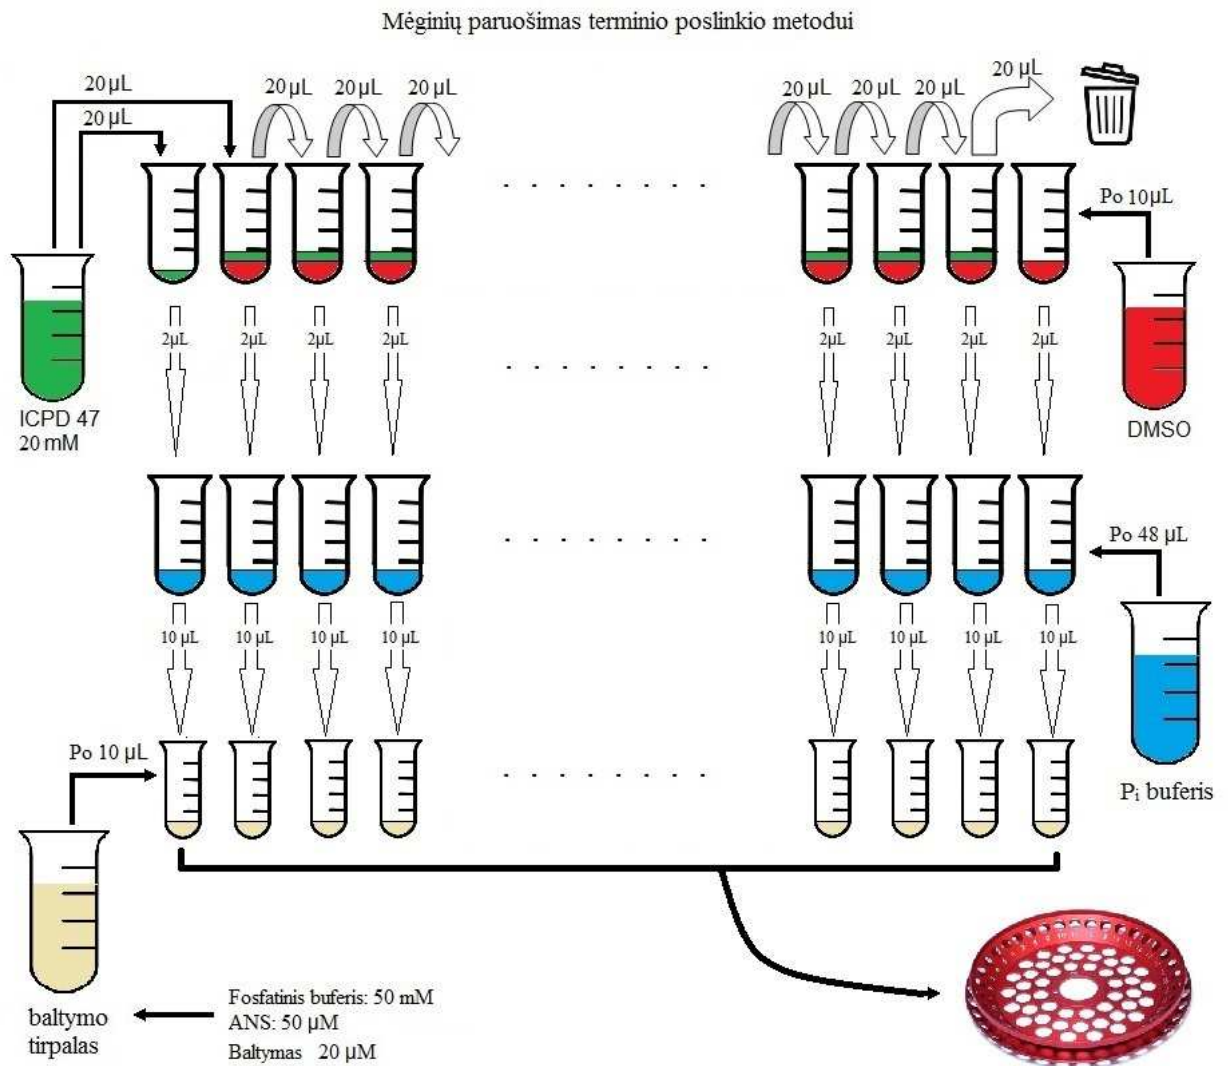 Mėginių paruošimas terminio poslinkio metodui
20 µL
20 µL
20 µL 20 µL 20 µL
20 µL 20 µL 20 µL 20 µL
Po 10µL
ICPD 47
20 mM
DMSO
2µL 2µL 2µL 2µL 2µL 2µL 2µL 2µL
Po 48 µL
10 µL 10 µL 10 µL 10 µL 10 µL 10 µL 10 µL 10 µL
Po 10 µL
Pi buferis
baltymo
tirpalas
Fosfatinis buferis: 50 mM
ANS: 50 µM
Baltymas 20 µM